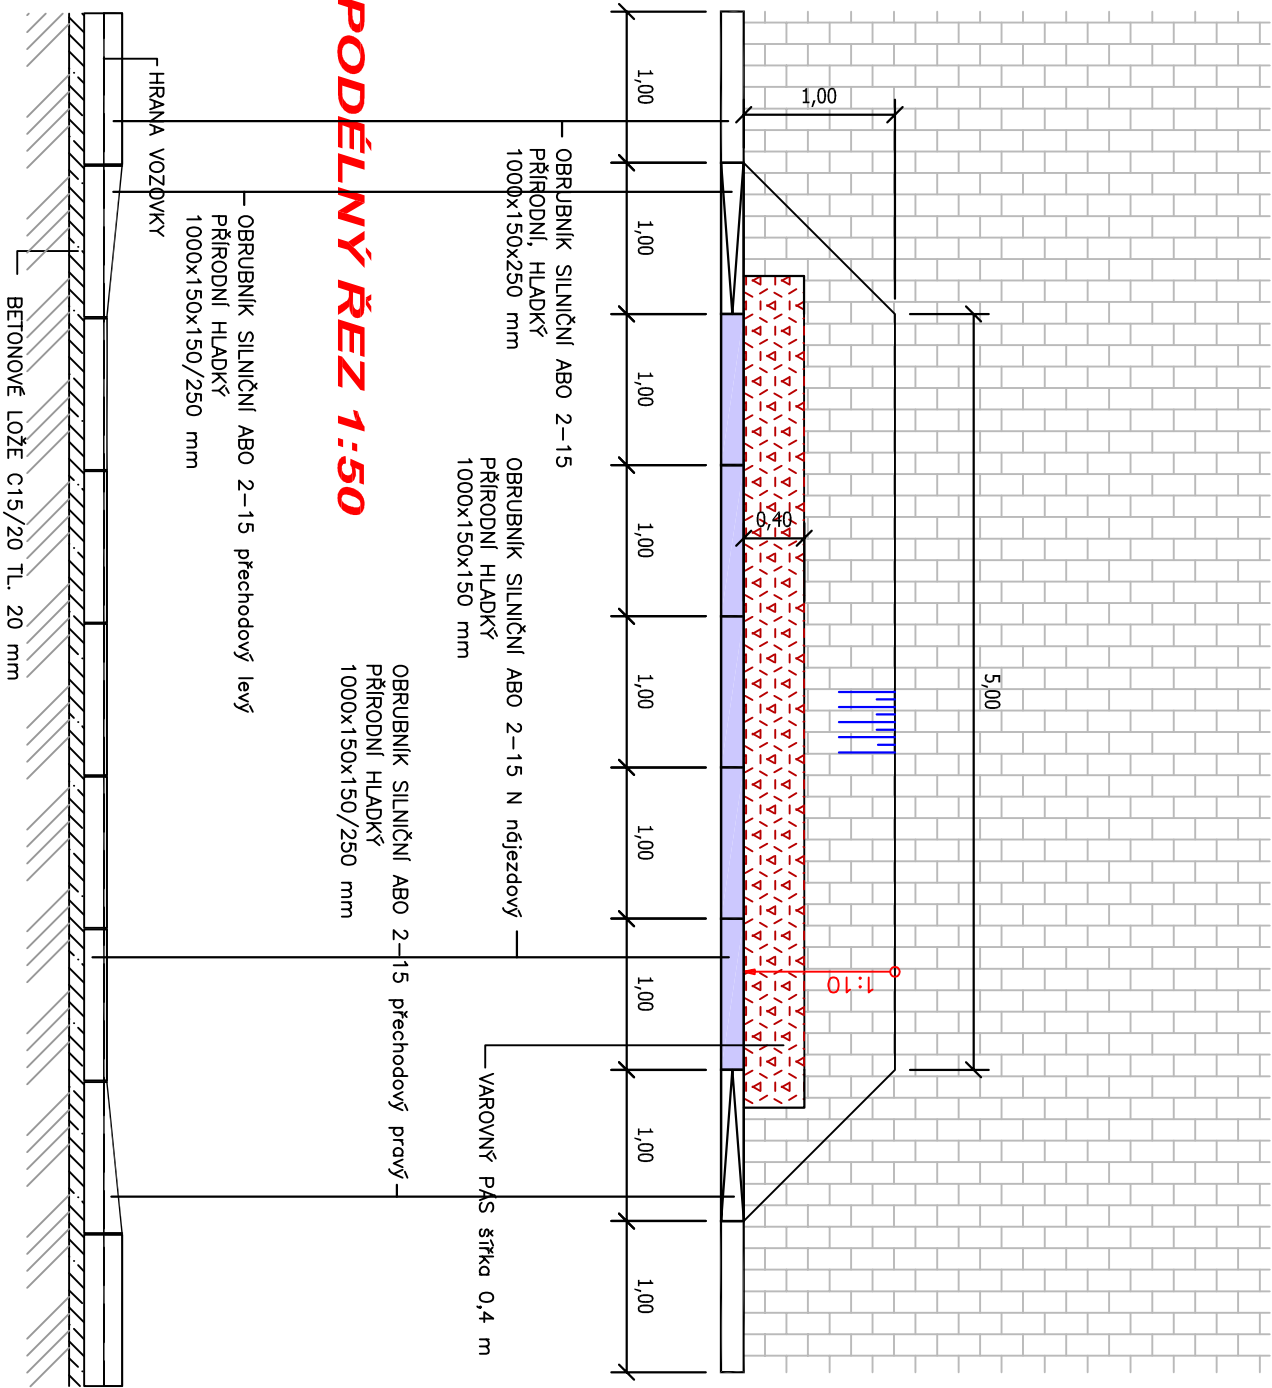 1,00
1,00
1,00
1,00
1,00
1,00
1,00
1,00
1,00
1,00
5,00
0,40
1:10
OBRUBNÍK SILNIČNÍ ABO 2-15
PŘÍRODNÍ, HLADKÝ
1000x150x250 mm
OBRUBNÍK SILNIČNÍ ABO 2-15 N nájezdový
PŘÍRODNÍ HLADKÝ
1000x150x150 mm
VAROVNÝ PÁS šířka 0,4 m
OBRUBNÍK SILNIČNÍ ABO 2-15 přechodový pravý
PŘÍRODNÍ HLADKÝ
1000x150x150/250 mm
PODÉLNÝ ŘEZ 1:50
OBRUBNÍK SILNIČNÍ ABO 2-15 přechodový levý
PŘÍRODNÍ HLADKÝ
1000x150x150/250 mm
HRANA VOZOVKY
BETONOVÉ LOŽE C15/20 TL. 20 mm